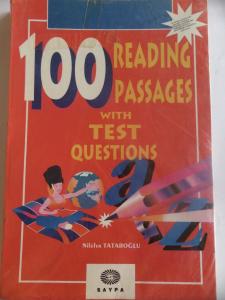 100 READING
PASSAGES
WITH
TEST
QUESTIONS
a
z
Nilüfer TATAROĞLU
SAYPA